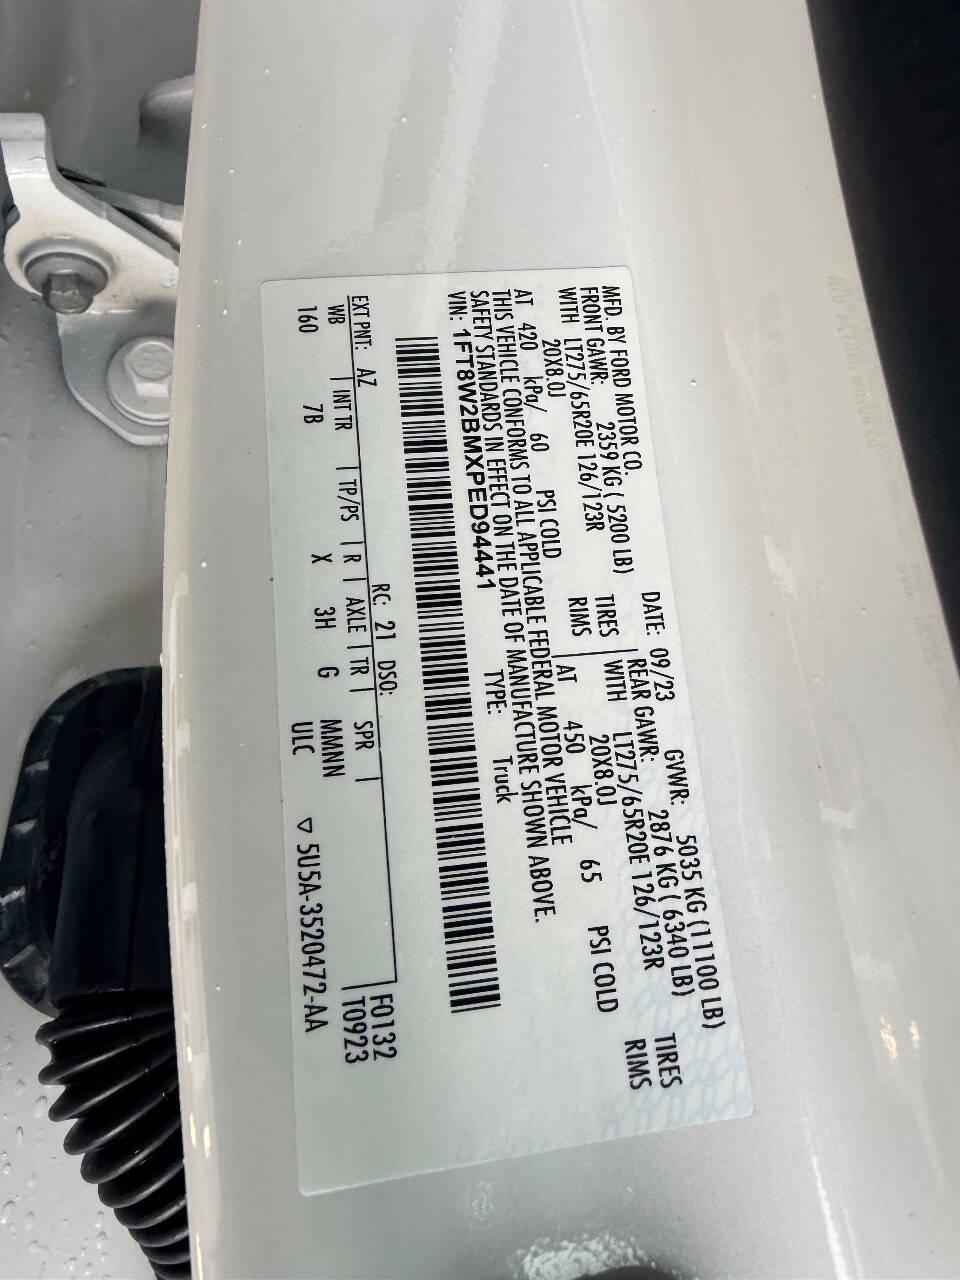 MFD. BY FORD MOTOR CO.
DATE: 09/23 GVWR: 5035 KG (11100 LB)
FRONT GAWR: 2359 KG ( 5200 LB) REAR GAWR: 2876 KG ( 6340 LB)
WITH LT275/65R20E 126/123R TIRES WITH LT275/65R20E 126/123R TIRES
20X8.0J RIMS 20X8.0J RIMS
AT 420 kPa/ 60 PSI COLD AT 450 kPa/ 65 PSI COLD
THIS VEHICLE CONFORMS TO ALL APPLICABLE FEDERAL MOTOR VEHICLE
SAFETY STANDARDS IN EFFECT ON THE DATE OF MANUFACTURE SHOWN ABOVE.
VIN: 1FT8W2BMXPED94441 TYPE: Truck
F0132
EXT PNT: AZ RC: 21 DSO: T0923
WB INT TR TP/PS R AXLE TR SPR
160 7B X 3H G MMNN
ULC ▽ 5U5A-3520472-AA